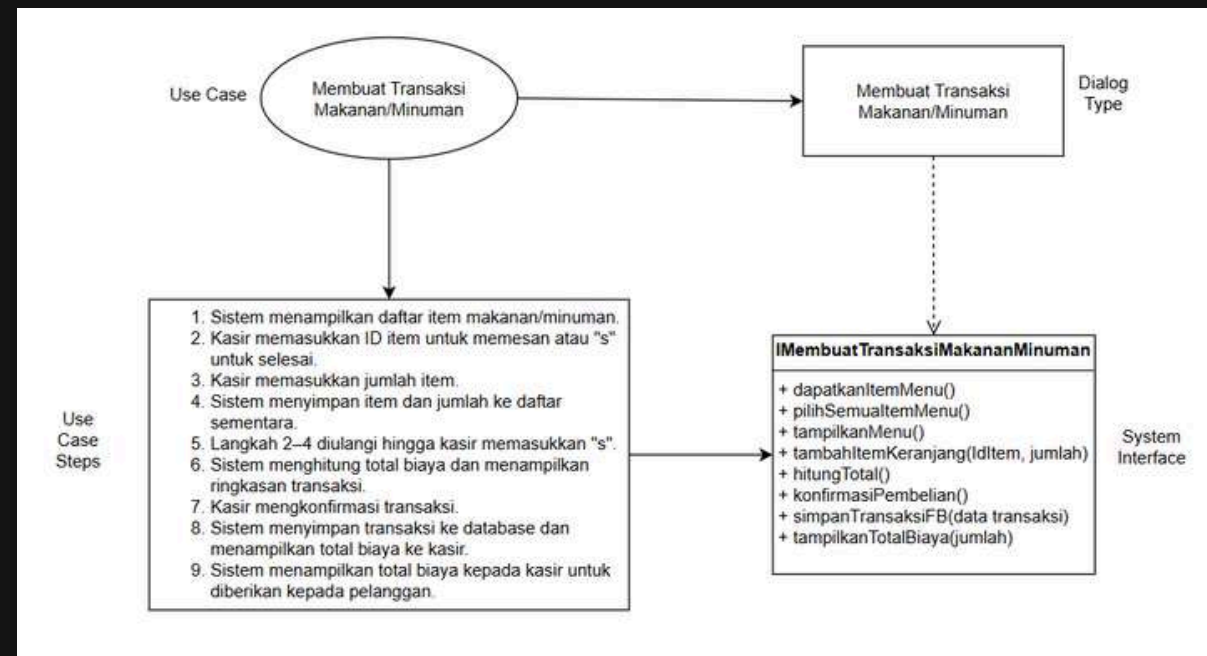 Use Case
Membuat Transaksi
Makanan/Minuman
Membuat Transaksi
Makanan/Minuman
Dialog
Type
Use
Case
Steps
1. Sistem menampilkan daftar item makanan/minuman.
2. Kasir memasukkan ID item untuk memesan atau "s"
untuk selesai.
3. Kasir memasukkan jumlah item.
4. Sistem menyimpan item dan jumlah ke daftar
sementara.
5. Langkah 2–4 diulangi hingga kasir memasukkan "s".
6. Sistem menghitung total biaya dan menampilkan
ringkasan transaksi.
7. Kasir mengkonfirmasi transaksi.
8. Sistem menyimpan transaksi ke database dan
menampilkan total biaya ke kasir.
9. Sistem menampilkan total biaya kepada kasir untuk
diberikan kepada pelanggan.
IMembuatTransaksiMakananMinuman
+ dapatkanItemMenu()
+ pilihSemuaItemMenu()
+ tampilkanMenu()
+ tambahItemKeranjang(IdItem, jumlah)
+ hitungTotal()
+ konfirmasiPembelian()
+ simpanTransaksiFB(data transaksi)
+ tampilkanTotalBiaya(jumlah)
System
Interface